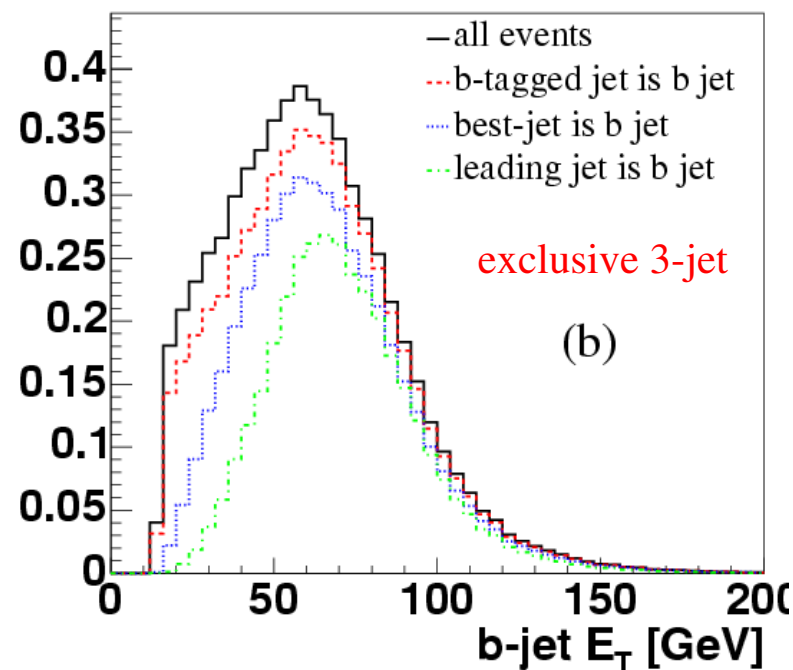 all events
b-tagged jet is b jet
best-jet is b jet
leading jet is b jet
exclusive 3-jet
(b)
0.4
0.35
0.3
0.25
0.2
0.15
0.1
0.05
0
0 50 100 150 200
b-jet E_T [GeV]